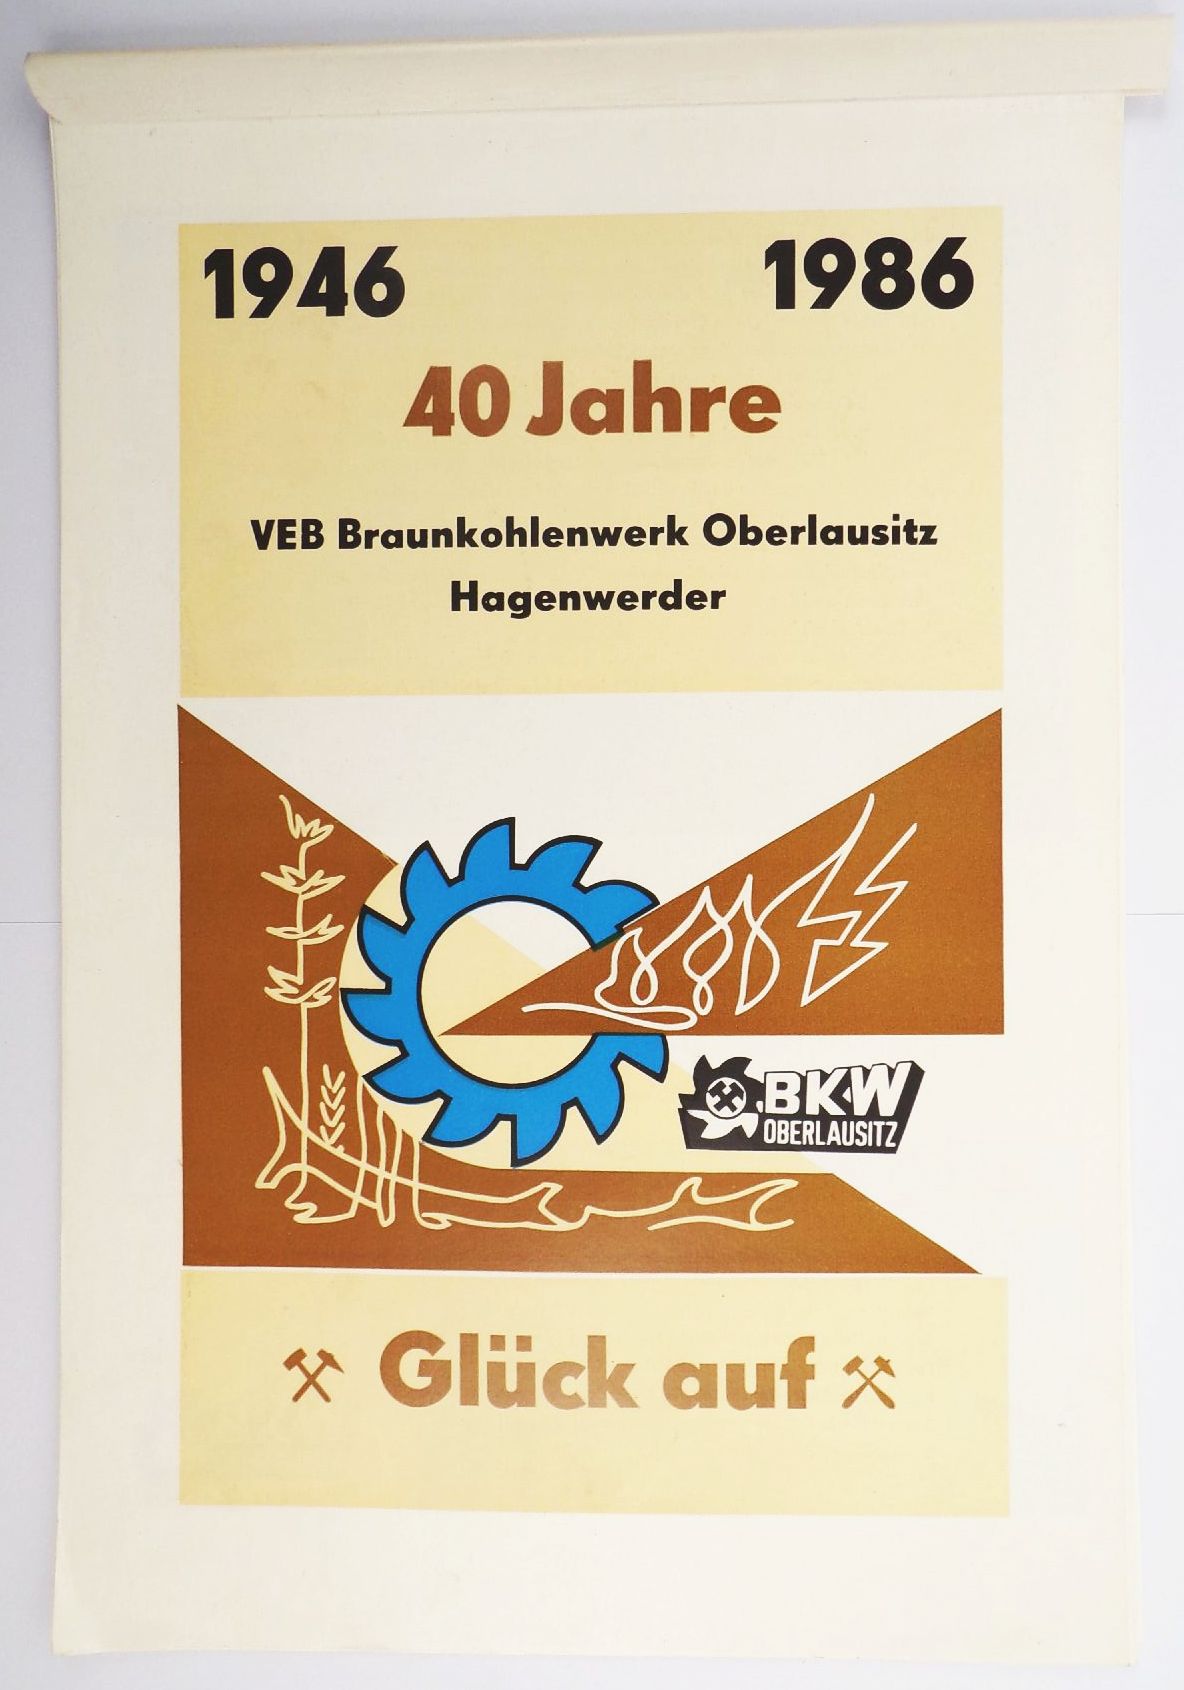 1946 1986
40 Jahre
VEB Braunkohlenwerk Oberlausitz
Hagenwerder
BKW
OBERLAUSITZ
Glück auf